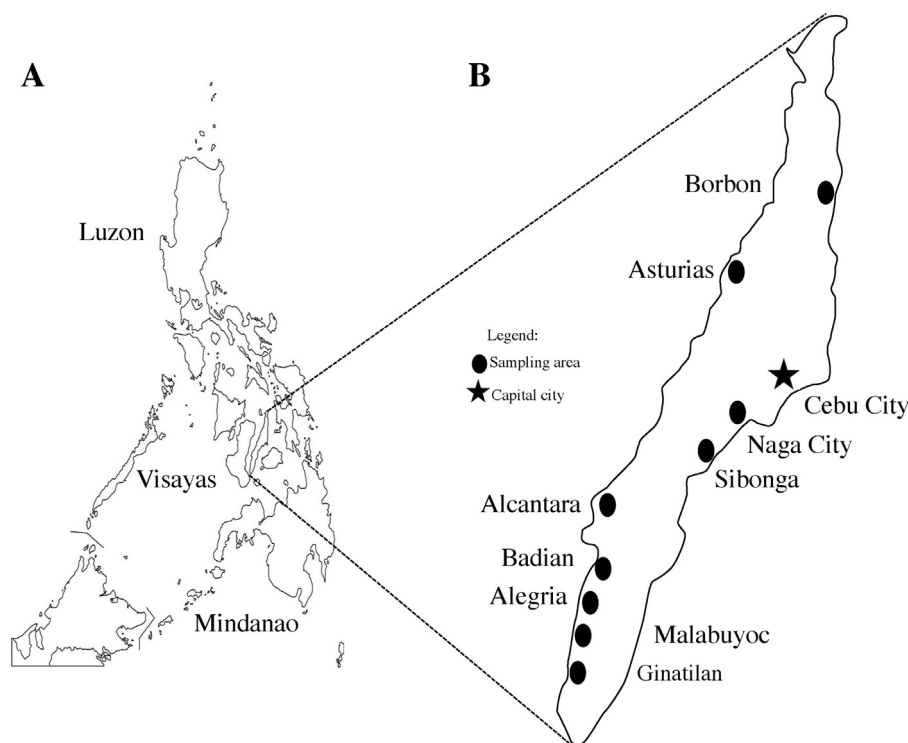 A
B
Luzon
Visayas
Mindanao
Borbon
Asturias
Legend:
Sampling area
Capital city
Cebu City
Naga City
Sibonga
Alcantara
Badian
Alegria
Malabuyoc
Ginatilan